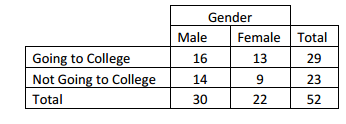 Gender
Male Female Total
Going to College 16 13 29
Not Going to College 14 9 23
Total 30 22 52